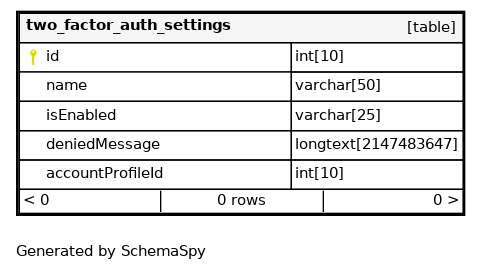 two_factor_auth_settings [table]
id int[10]
name varchar[50]
isEnabled varchar[25]
deniedMessage longtext[2147483647]
accountProfileId int[10]
< 0 0 rows 0 >
Generated by SchemaSpy